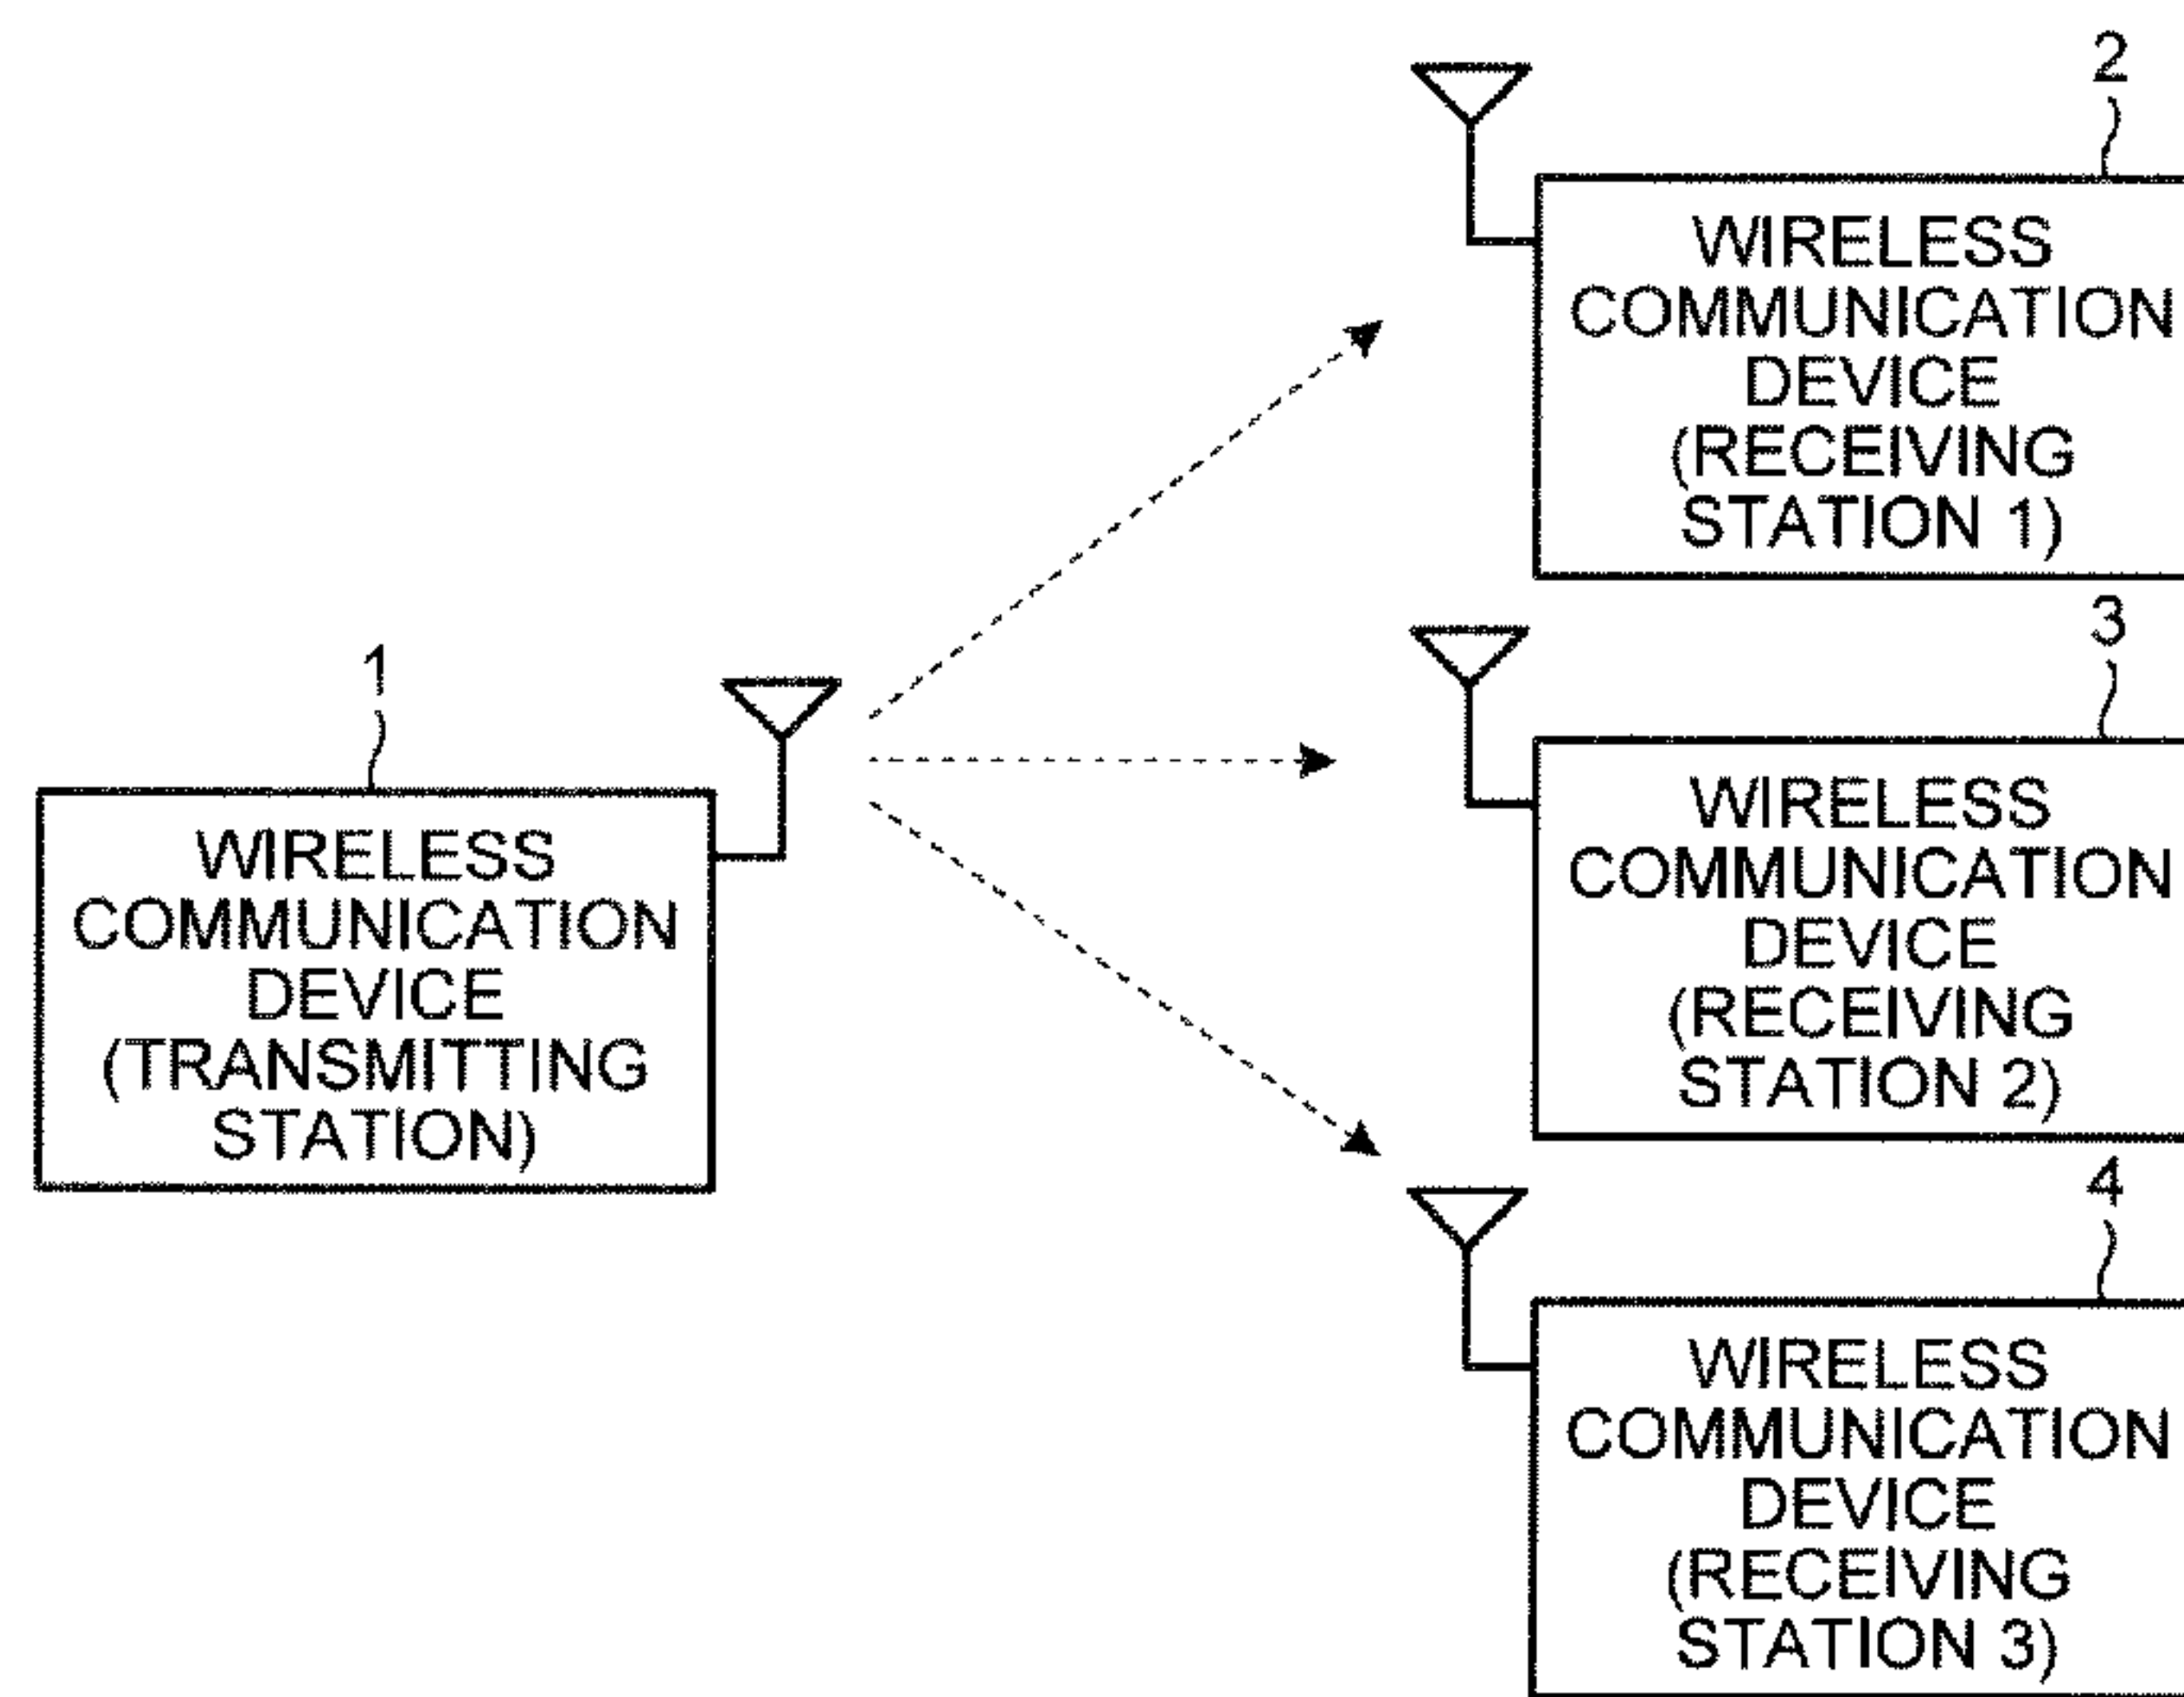 1
WIRELESS
COMMUNICATION
DEVICE
(TRANSMITTING
STATION)
2
WIRELESS
COMMUNICATION
DEVICE
(RECEIVING
STATION 1)
3
WIRELESS
COMMUNICATION
DEVICE
(RECEIVING
STATION 2)
4
WIRELESS
COMMUNICATION
DEVICE
(RECEIVING
STATION 3)